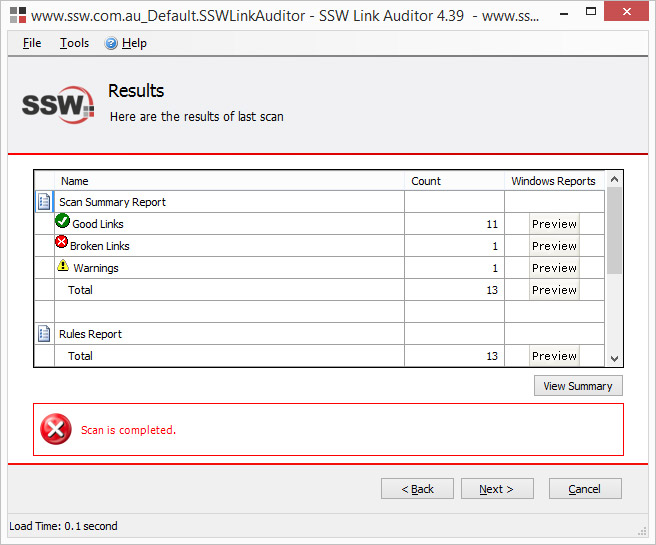 www.ssw.com.au_Default.SSWLinkAuditor - SSW Link Auditor 4.39 - www.ss...
File Tools Help
SSW
Results
Here are the results of last scan
Name Count Windows Reports
Scan Summary Report
Good Links 11 Preview
Broken Links 1 Preview
Warnings 1 Preview
Total 13 Preview
Rules Report
Total 13 Preview
View Summary
Scan is completed.
< Back Next > Cancel
Load Time: 0.1 second